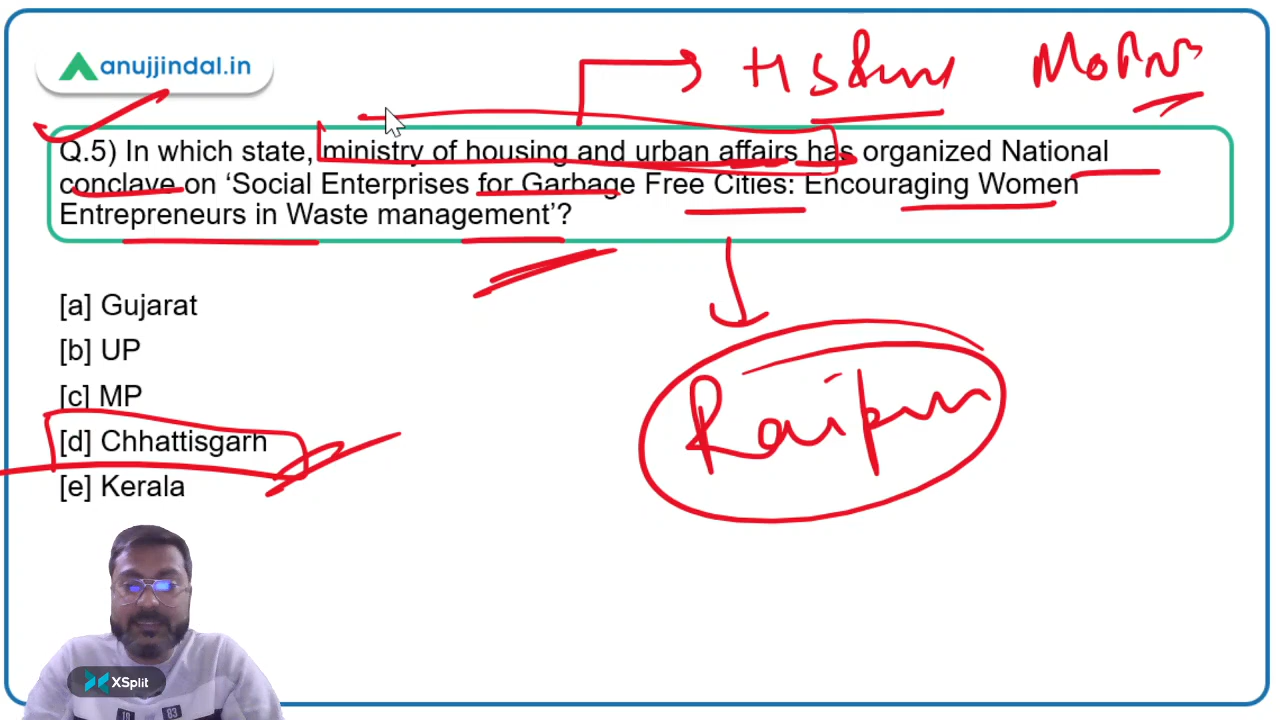 anujjindal.in
Q.5) In which state, ministry of housing and urban affairs has organized National
conclave on ‘Social Enterprises for Garbage Free Cities: Encouraging Women
Entrepreneurs in Waste management’?
[a] Gujarat
[b] UP
[c] MP
[d] Chhattisgarh
[e] Kerala
Raipur
XSplit